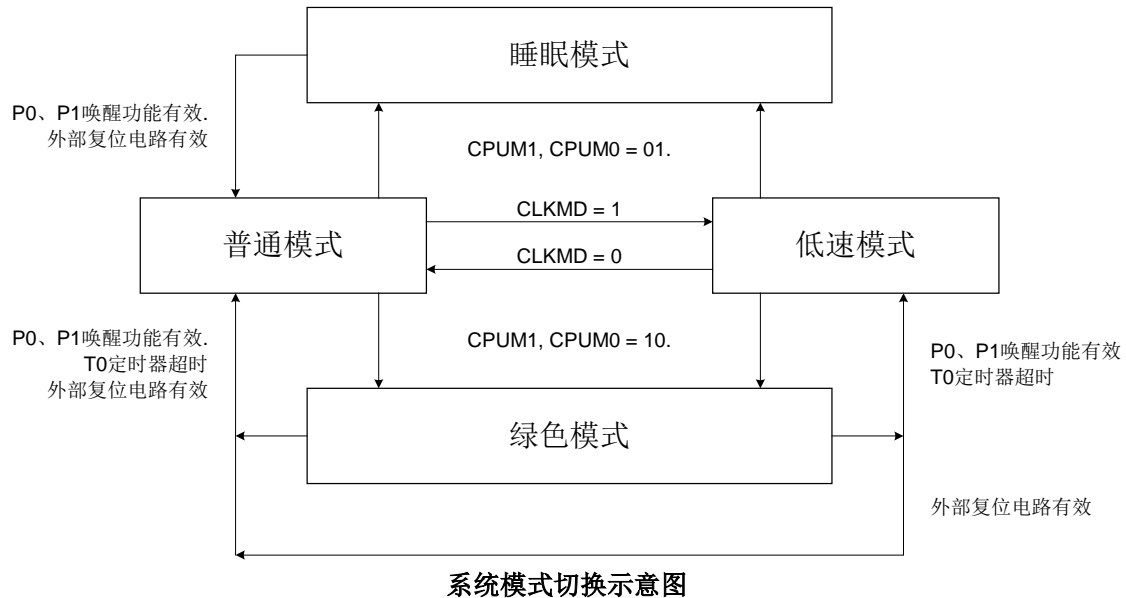 睡眠模式
P0、P1唤醒功能有效.
外部复位电路有效
CPUM1, CPUM0 = 01.
普通模式
CLKMD = 1
CLKMD = 0
低速模式
P0、P1唤醒功能有效.
T0定时器超时
外部复位电路有效
CPUM1, CPUM0 = 10.
P0、P1唤醒功能有效
T0定时器超时
绿色模式
外部复位电路有效
系统模式切换示意图